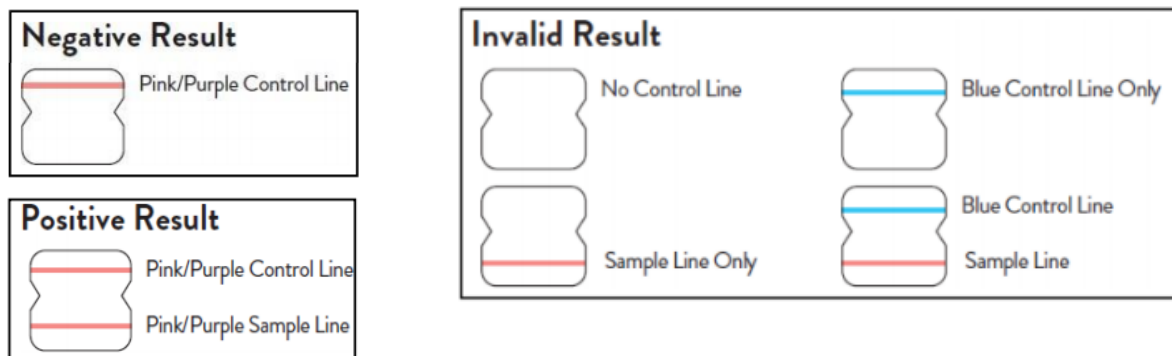 Negative Result
Pink/Purple Control Line
Positive Result
Pink/Purple Control Line
Pink/Purple Sample Line
Invalid Result
No Control Line
Blue Control Line Only
Sample Line Only
Blue Control Line
Sample Line